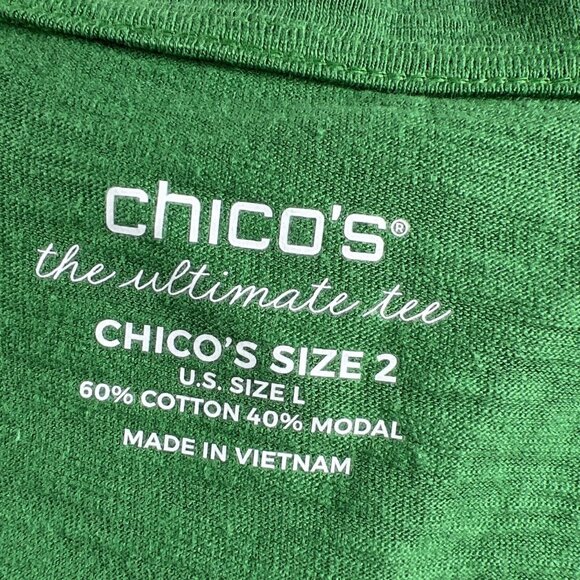 chico's®
the ultimate tee
CHICO'S SIZE 2
U.S. SIZE L
60% COTTON 40% MODAL
MADE IN VIETNAM